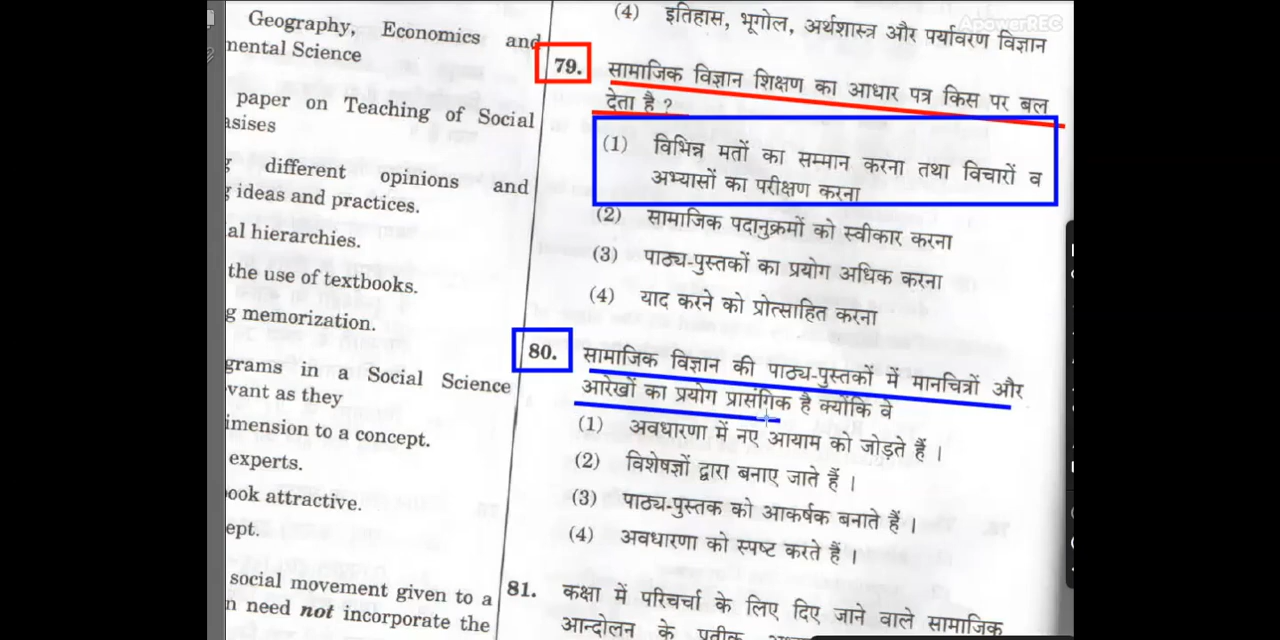 Geography, Economics and
mental Science
paper on Teaching of Social
asises
different opinions and
ideas and practices.
al hierarchies.
the use of textbooks.
g memorization.
grams in a Social Science
vant as they
imension to a concept.
experts.
ook attractive.
ept.
social movement given to a
n need not incorporate the
(4) इतिहास, भूगोल, अर्थशास्त्र और पर्यावरण विज्ञान
ApowerREC
79. सामाजिक विज्ञान शिक्षण का आधार पत्र किस पर बल
देता है ?
(1) विभिन्न मतों का सम्मान करना तथा विचारों व
अभ्यासों का परीक्षण करना
(2) सामाजिक पदानुक्रमों को स्वीकार करना
(3) पाठ्य-पुस्तकों का प्रयोग अधिक करना
(4) याद करने को प्रोत्साहित करना
80. सामाजिक विज्ञान की पाठ्य-पुस्तकों में मानचित्रों और
आरेखों का प्रयोग प्रासंगिक है क्योंकि वे
(1) अवधारणा में नए आयाम को जोड़ते हैं ।
(2) विशेषज्ञों द्वारा बनाए जाते हैं ।
(3) पाठ्य-पुस्तक को आकर्षक बनाते हैं ।
(4) अवधारणा को स्पष्ट करते हैं ।
81. कक्षा में परिचर्चा के लिए दिए जाने वाले सामाजिक
आन्दोलन के प्रतीक